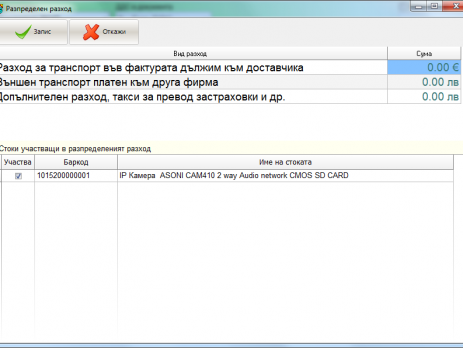 Разпределен разход
Запис
Откажи
Вид разход
Сума
Разход за транспорт във фактурата дължим към доставчика
0.00 €
Външен транспорт платен към друга фирма
0.00 лв
Допълнителен разход, такси за превод застраховки и др.
0.00 лв
Стоки участващи в разпределеният разход
Участва
Баркод
Име на стоката
1015200000001
IP Камера ASONI CAM410 2 way Audio network CMOS SD CARD